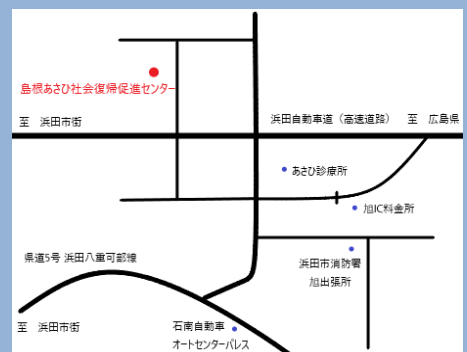 島根あさひ社会復帰促進センター
至　浜田市街
浜田自動車道（高速道路）　至　広島県
あさひ診療所
旭IC料金所
県道5号 浜田八重可部線
浜田市消防署
旭出張所
至　浜田市街
石南自動車
オートセンターパレス